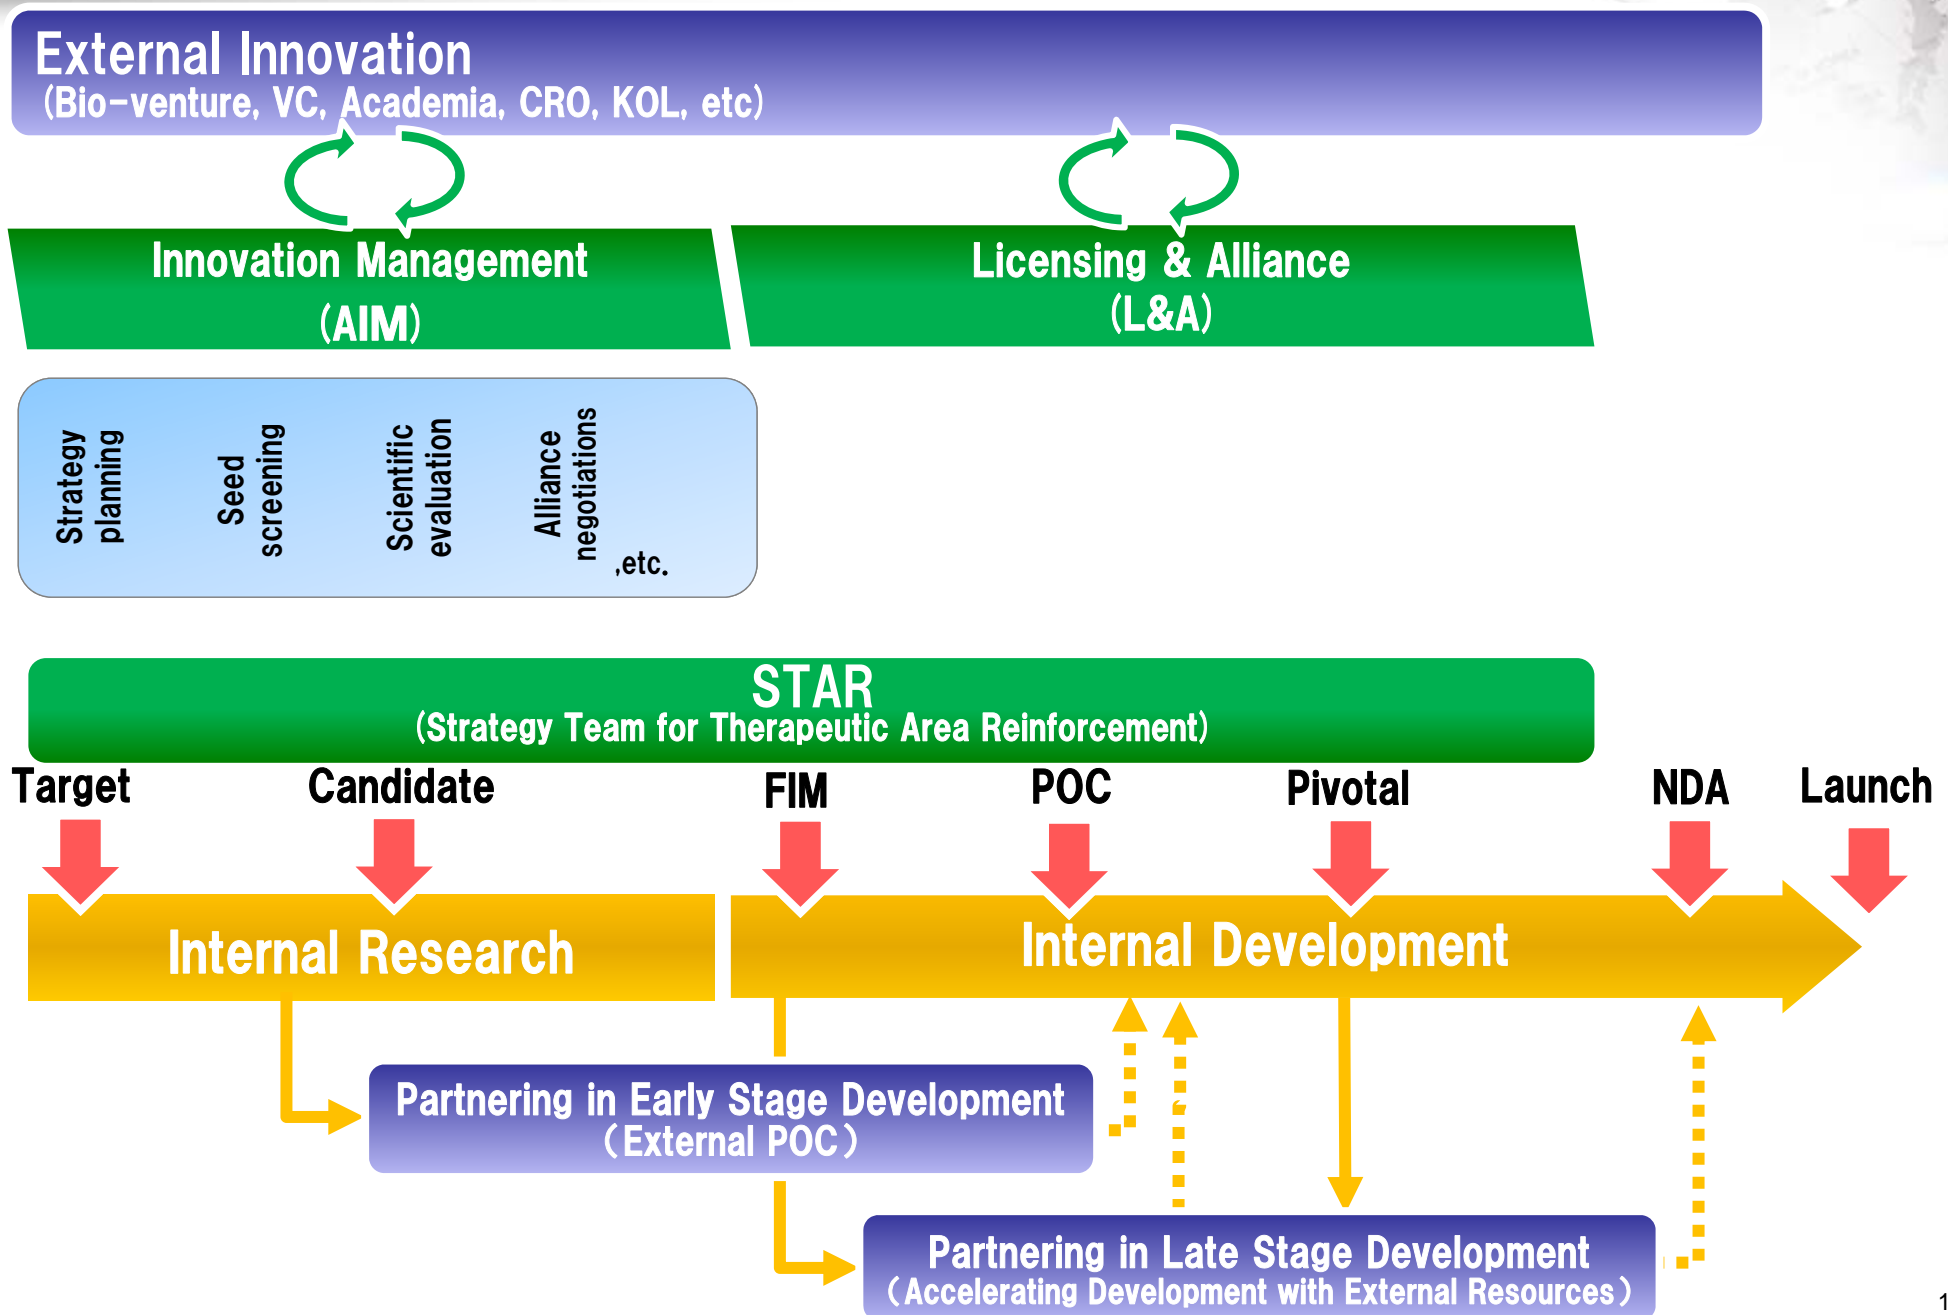 External Innovation
(Bio-venture, VC, Academia, CRO, KOL, etc)
Innovation Management
(AIM)
Licensing & Alliance
(L&A)
Strategy
planning
Seed
screening
Scientific
evaluation
Alliance
negotiations
,etc.
STAR
(Strategy Team for Therapeutic Area Reinforcement)
Target
Candidate
FIM
POC
Pivotal
NDA
Launch
Internal Research
Internal Development
Partnering in Early Stage Development
(External POC)
Partnering in Late Stage Development
(Accelerating Development with External Resources)
1